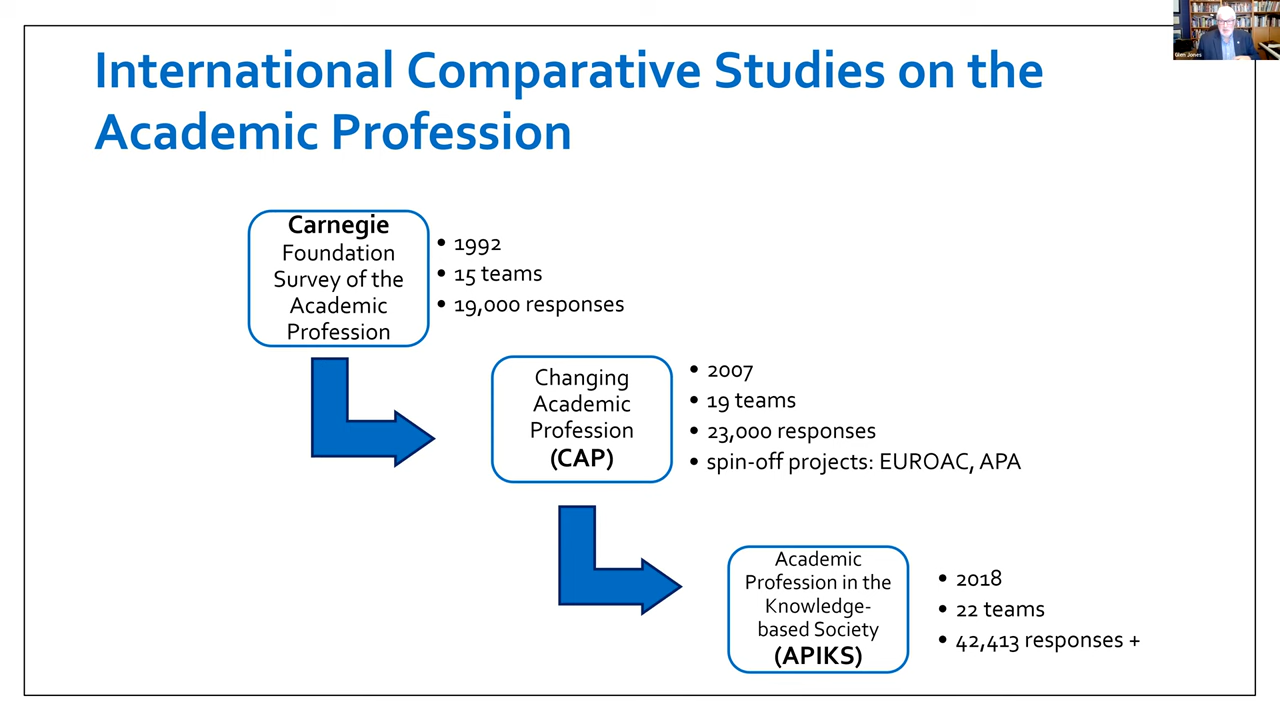 International Comparative Studies on the
Academic Profession
Carnegie
Foundation
Survey of the
Academic
Profession
• 1992
• 15 teams
• 19,000 responses
Changing
Academic
Profession
(CAP)
• 2007
• 19 teams
• 23,000 responses
• spin-off projects: EUROAC, APA
Academic
Profession in the
Knowledge-
based Society
(APIKS)
• 2018
• 22 teams
• 42,413 responses +
Glen Jones